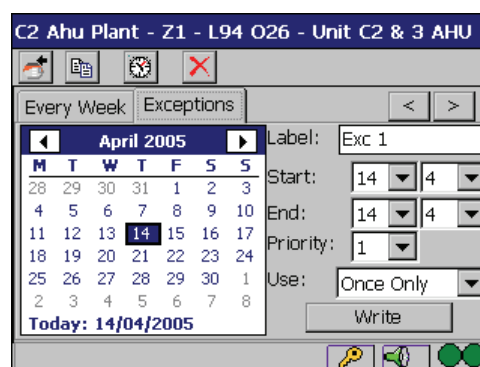 C2 Ahu Plant - Z1 - L94 O26 - Unit C2 & 3 AHU
Every Week Exceptions < >
April 2005
M T W T F S S
28 29 30 31 1 2 3
4 5 6 7 8 9 10
11 12 13 14 15 16 17
18 19 20 21 22 23 24
25 26 27 28 29 30 1
2 3 4 5 6 7 8
Today: 14/04/2005
Label: Exc 1
Start: 14 4
End: 14 4
Priority: 1
Use: Once Only
Write